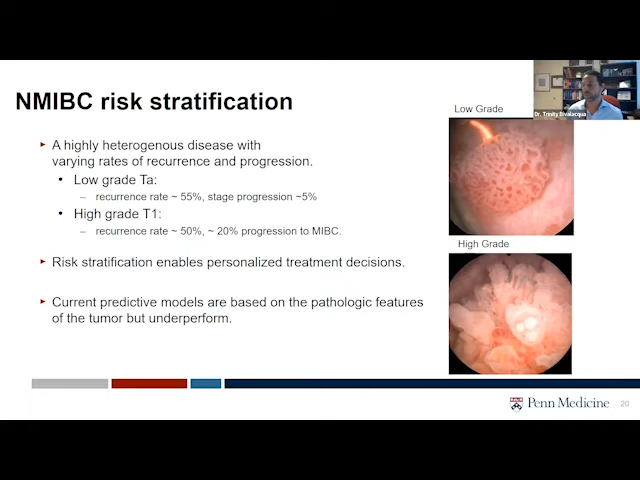 NMIBC risk stratification
A highly heterogenous disease with
varying rates of recurrence and progression.
Low grade Ta:
recurrence rate ~ 55%, stage progression ~5%
High grade T1:
recurrence rate ~ 50%, ~ 20% progression to MIBC.
Risk stratification enables personalized treatment decisions.
Current predictive models are based on the pathologic features
of the tumor but underperform.
Low Grade
High Grade
Dr. Trinity Bivalacqua
Penn Medicine
20